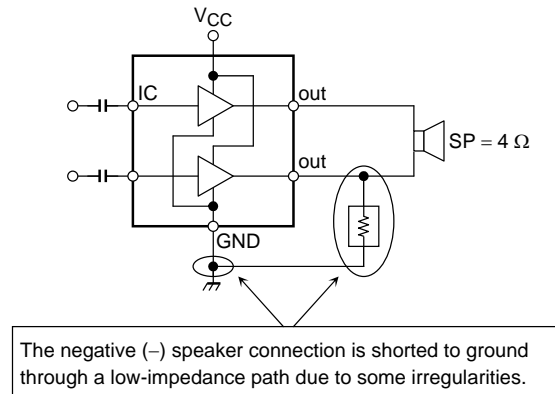 VCC
IC
out
out
SP = 4 Ω
GND
The negative (−) speaker connection is shorted to ground
through a low-impedance path due to some irregularities.